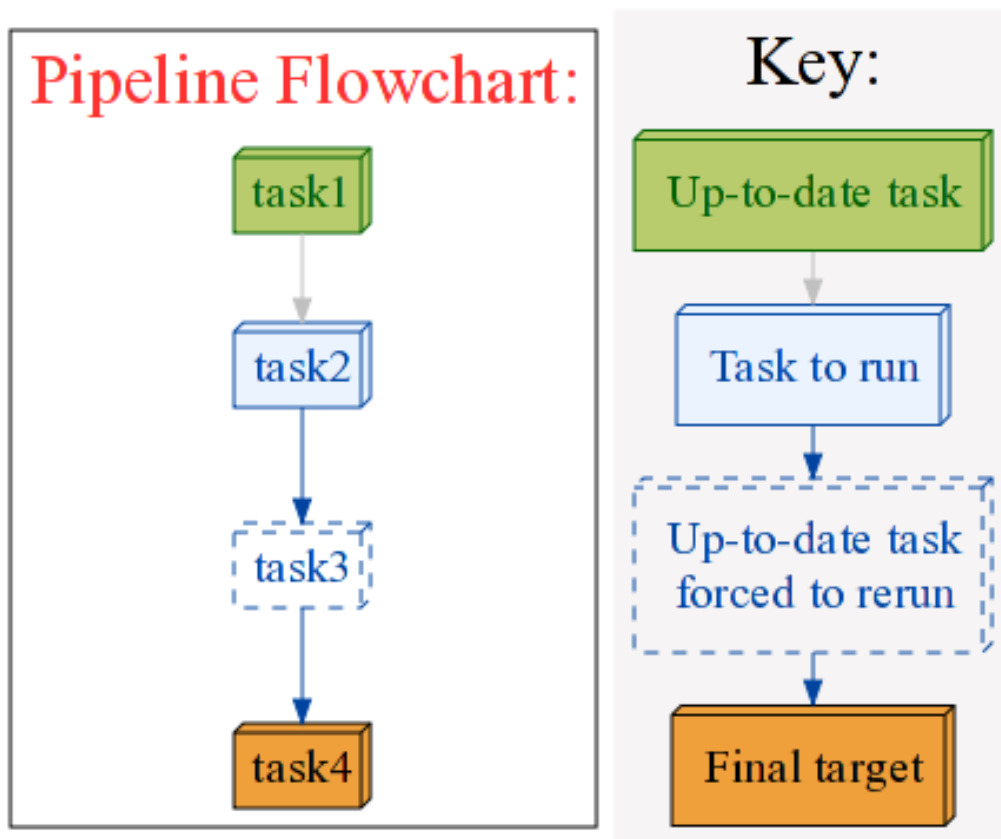 Pipeline Flowchart:
task1
task2
task3
task4
Key:
Up-to-date task
Task to run
Up-to-date task
forced to rerun
Final target